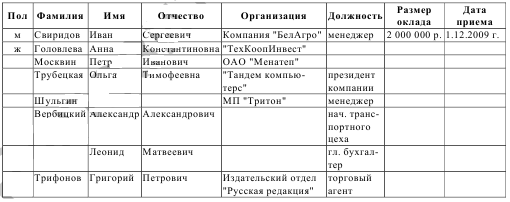 Пол Фамилия Имя Отчество Организация Должность Размер оклада Дата приема
м Свиридов Иван Сергеевич Компания "БелАгро" менеджер 2 000 000 р. 1.12.2009 г.
ж Головлева Анна Константиновна "ТехКоопИнвест"
Москвин Петр Иванович ОАО "Менатеп"
Трубецкая Ольга Тимофеевна "Тандем компью-
терс" президент
компании
Шульгин МП "Тритон" менеджер
Вербицкий Александр Александрович нач. транс-
портного
цеха
Леонид Матвеевич гл. бухгал-
тер
Трифонов Григорий Петрович Издательский отдел
"Русская редакция" торговый
агент